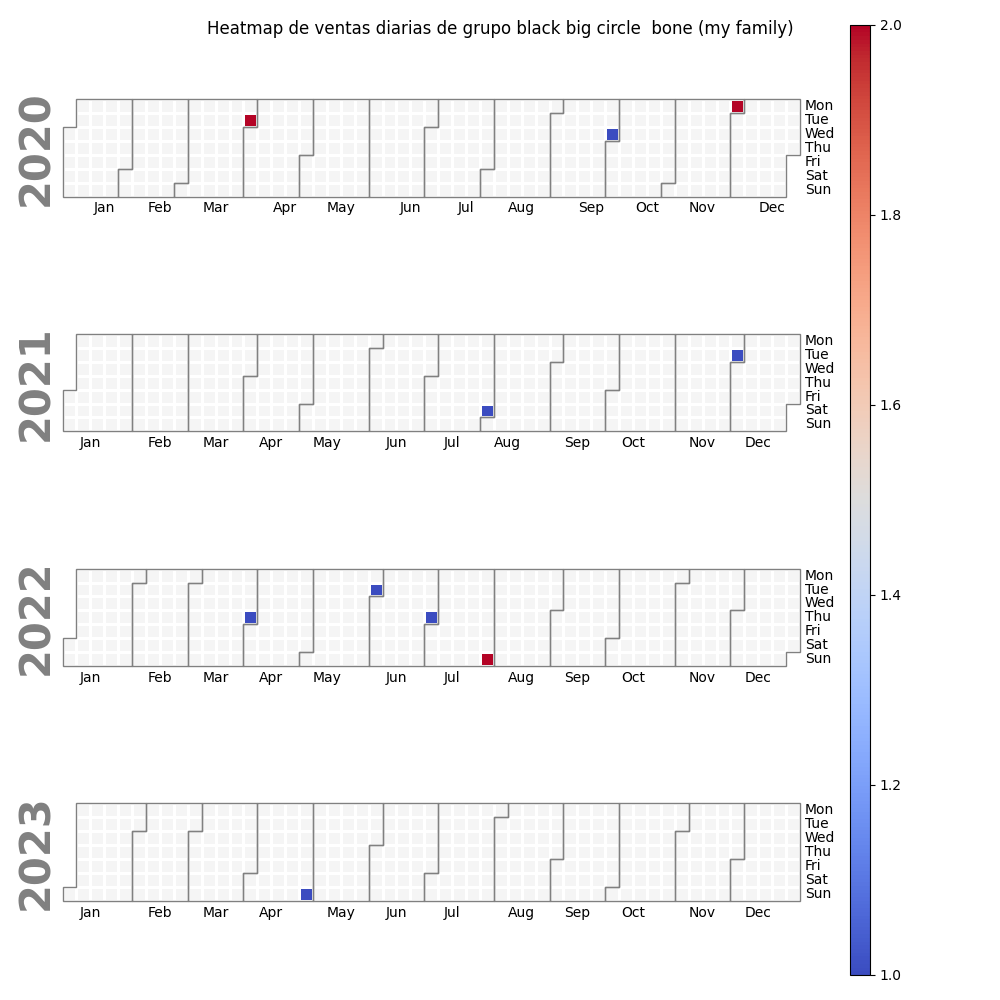 Heatmap de ventas diarias de grupo black big circle  bone (my family)
2020
Mon
Tue
Wed
Thu
Fri
Sat
Sun
Jan Feb Mar Apr May Jun Jul Aug Sep Oct Nov Dec
2021
Mon
Tue
Wed
Thu
Fri
Sat
Sun
Jan Feb Mar Apr May Jun Jul Aug Sep Oct Nov Dec
2022
Mon
Tue
Wed
Thu
Fri
Sat
Sun
Jan Feb Mar Apr May Jun Jul Aug Sep Oct Nov Dec
2023
Mon
Tue
Wed
Thu
Fri
Sat
Sun
Jan Feb Mar Apr May Jun Jul Aug Sep Oct Nov Dec
2.0
1.8
1.6
1.4
1.2
1.0